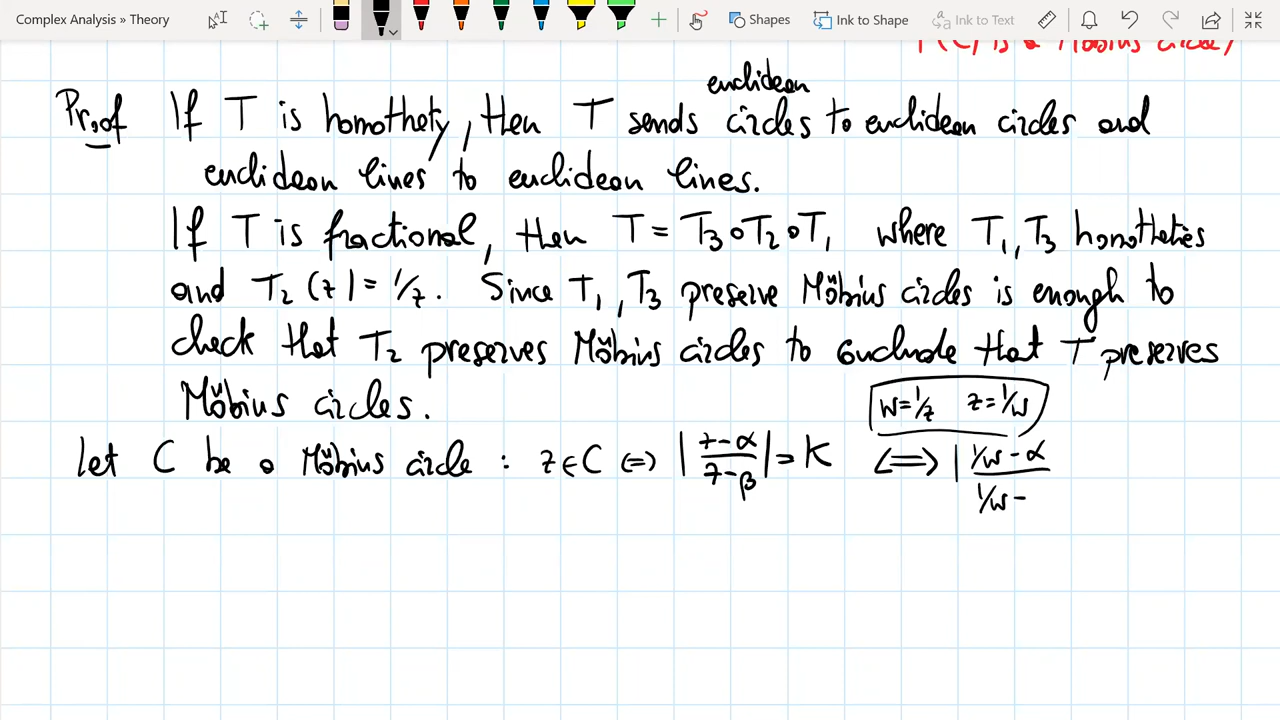 Complex Analysis » Theory
Shapes
Ink to Shape
Ink to Text
T(C) is a Möbius circle)
euclidean
Proof If T is homothety, then T sends circles to euclidean circles and
euclidean lines to euclidean lines.
If T is fractional, then T = T₃ ∘ T₂ ∘ T₁ where T₁, T₃ homotheties
and T₂ (z) = 1/z. Since T₁, T₃ preserve Möbius circles is enough to
check that T₂ preserves Möbius circles to conclude that T preserves
Möbius circles.
w = 1/z z = 1/w
Let C be a Möbius circle : z ∈ C ⇔ | (z-α)/(z-β) | = K ⇔ | (1/w - α)/(1/w -